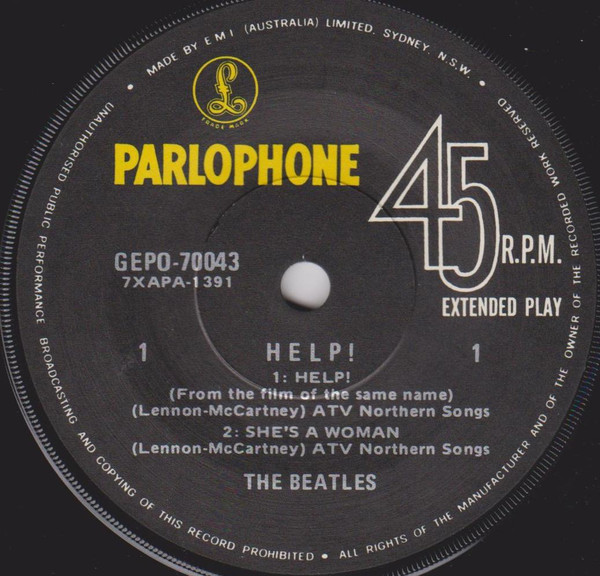 MADE BY E M I (AUSTRALIA) LIMITED. SYDNEY. N.S.W. •
UNAUTHORISED PUBLIC PERFORMANCE BROADCASTING AND COPYING OF THIS RECORD PROHIBITED • ALL RIGHTS OF THE MANUFACTURER AND OF THE OWNER OF THE RECORDED WORK RESERVED •
£
TRADE MARK
PARLOPHONE
45 R.P.M.
EXTENDED PLAY
GEPO-70043
7XAPA-1391
1 HELP! 1
1: HELP!
(From the film of the same name)
(Lennon-McCartney) ATV Northern Songs
2: SHE'S A WOMAN
(Lennon-McCartney) ATV Northern Songs
THE BEATLES